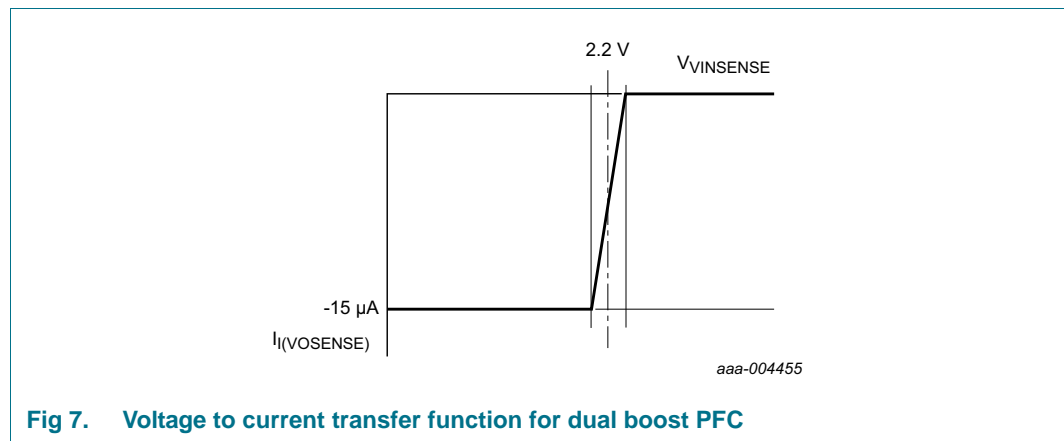 2.2 V
VVINSENSE
-15 µA
II(VOSENSE)
aaa-004455
Fig 7. Voltage to current transfer function for dual boost PFC